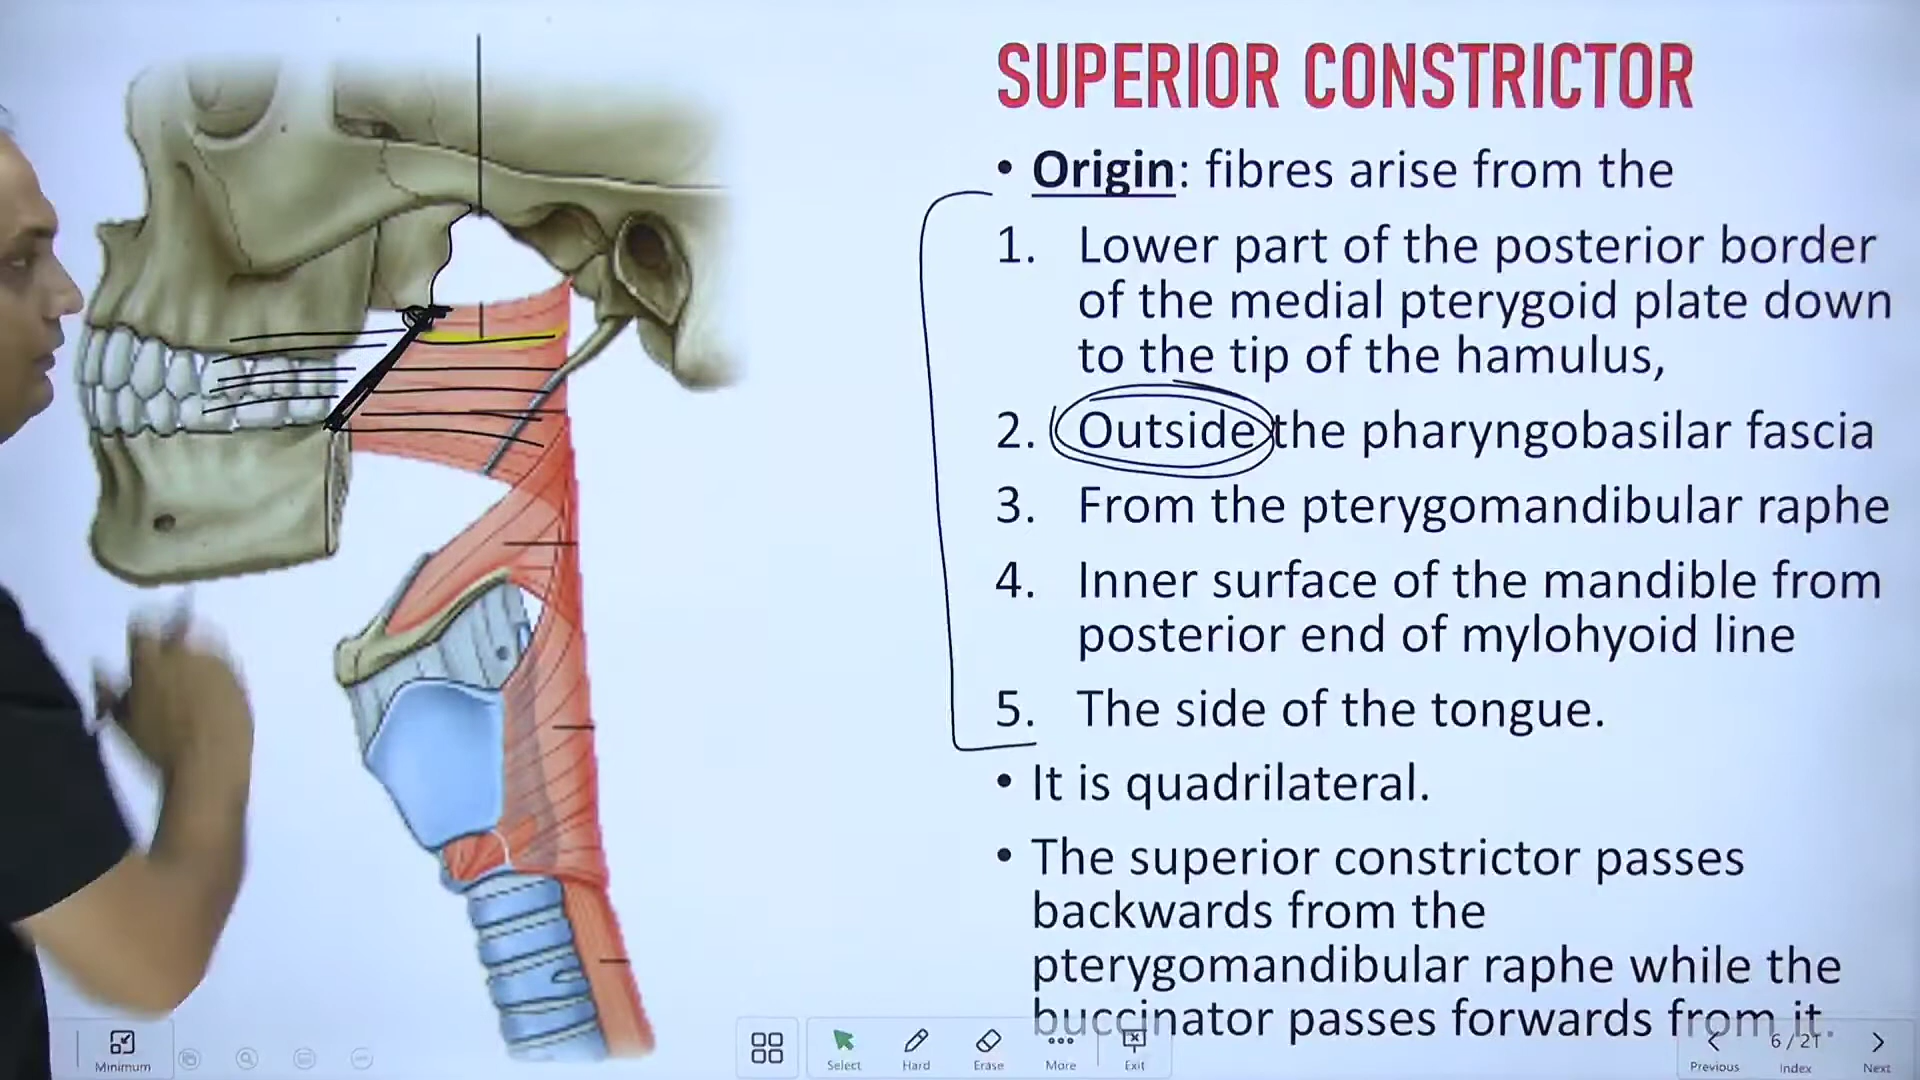 SUPERIOR CONSTRICTOR
• Origin: fibres arise from the
1. Lower part of the posterior border
of the medial pterygoid plate down
to the tip of the hamulus,
2. Outside the pharyngobasilar fascia
3. From the pterygomandibular raphe
4. Inner surface of the mandible from
posterior end of mylohyoid line
5. The side of the tongue.
• It is quadrilateral.
• The superior constrictor passes
backwards from the
pterygomandibular raphe while the
buccinator passes forwards from it.
Minimum
Select
Hard
Erase
More
Exit
Previous
6 / 21
Index
Next